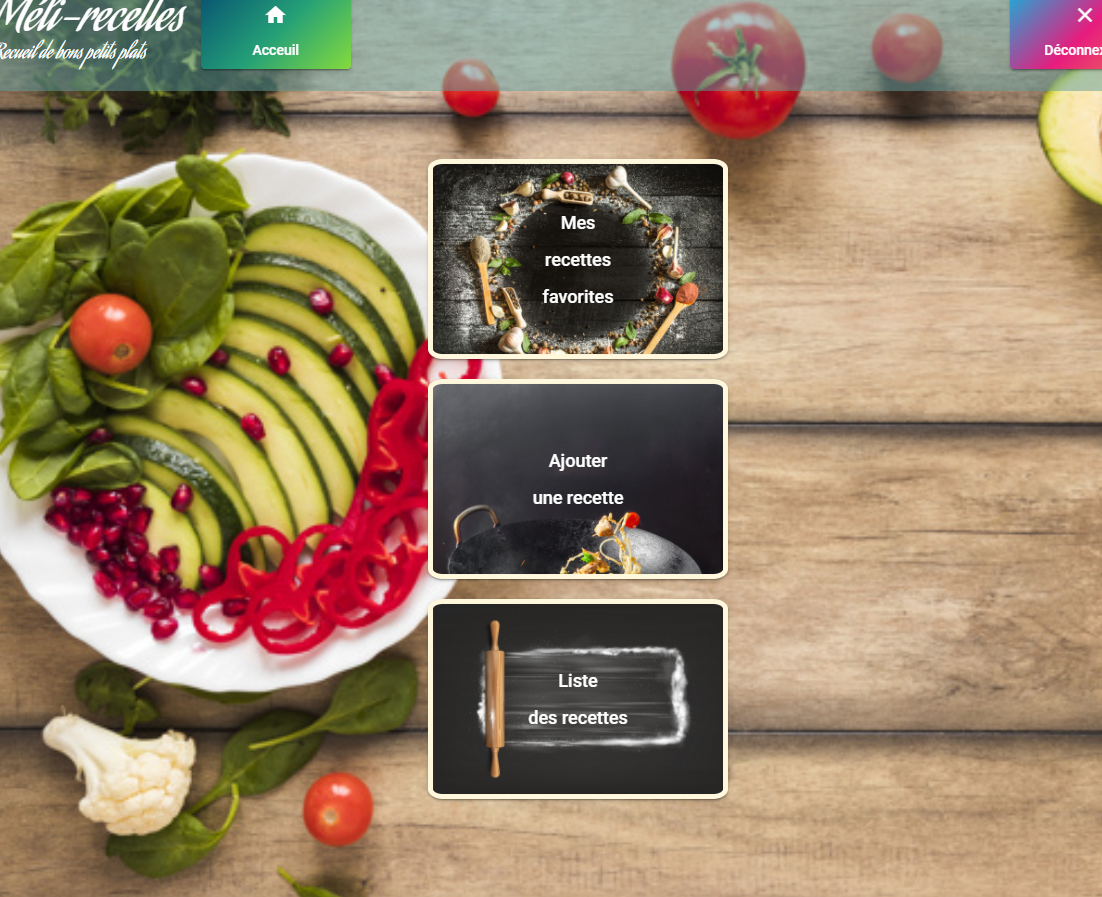 Méli-recettes
Recueil de bons petits plats
Acceuil
Déconnex
Mes
recettes
favorites
Ajouter
une recette
Liste
des recettes